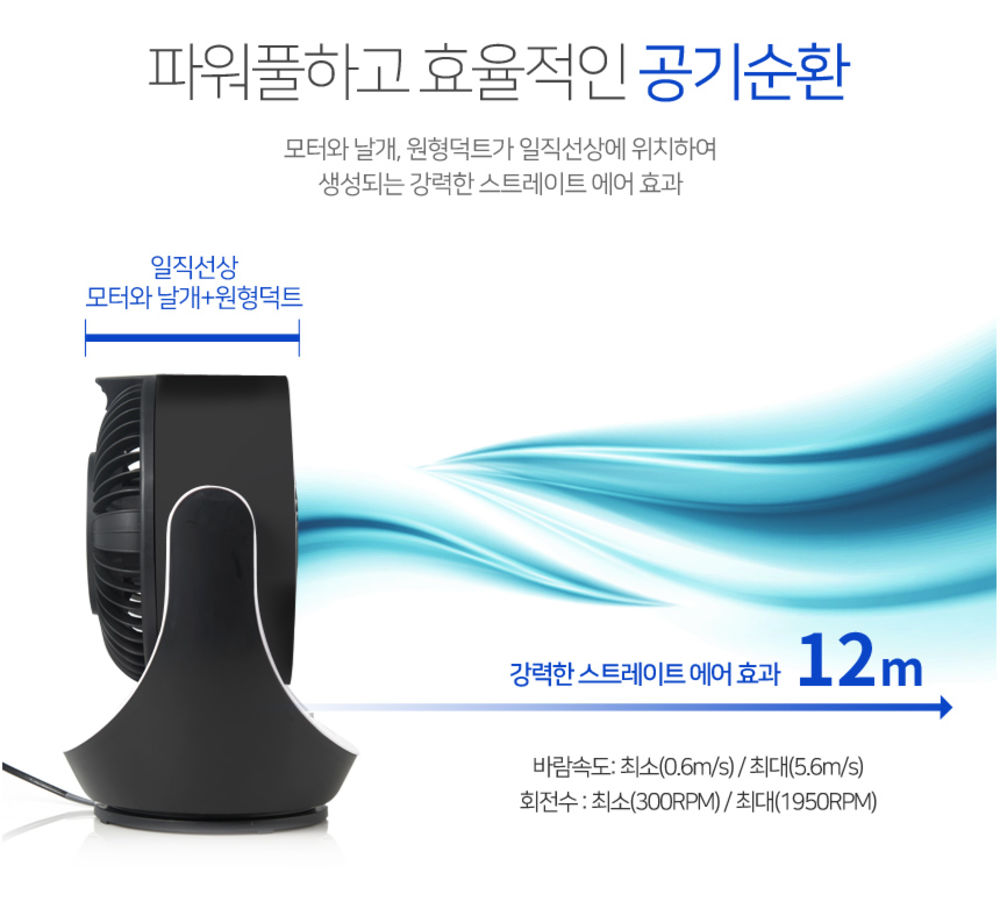 파워풀하고 효율적인 공기순환
모터와 날개, 원형덕트가 일직선상에 위치하여
생성되는 강력한 스트레이트 에어 효과
일직선상
모터와 날개+원형덕트
강력한 스트레이트 에어 효과 12m
바람속도: 최소(0.6m/s) / 최대(5.6m/s)
회전수 : 최소(300RPM) / 최대(1950RPM)